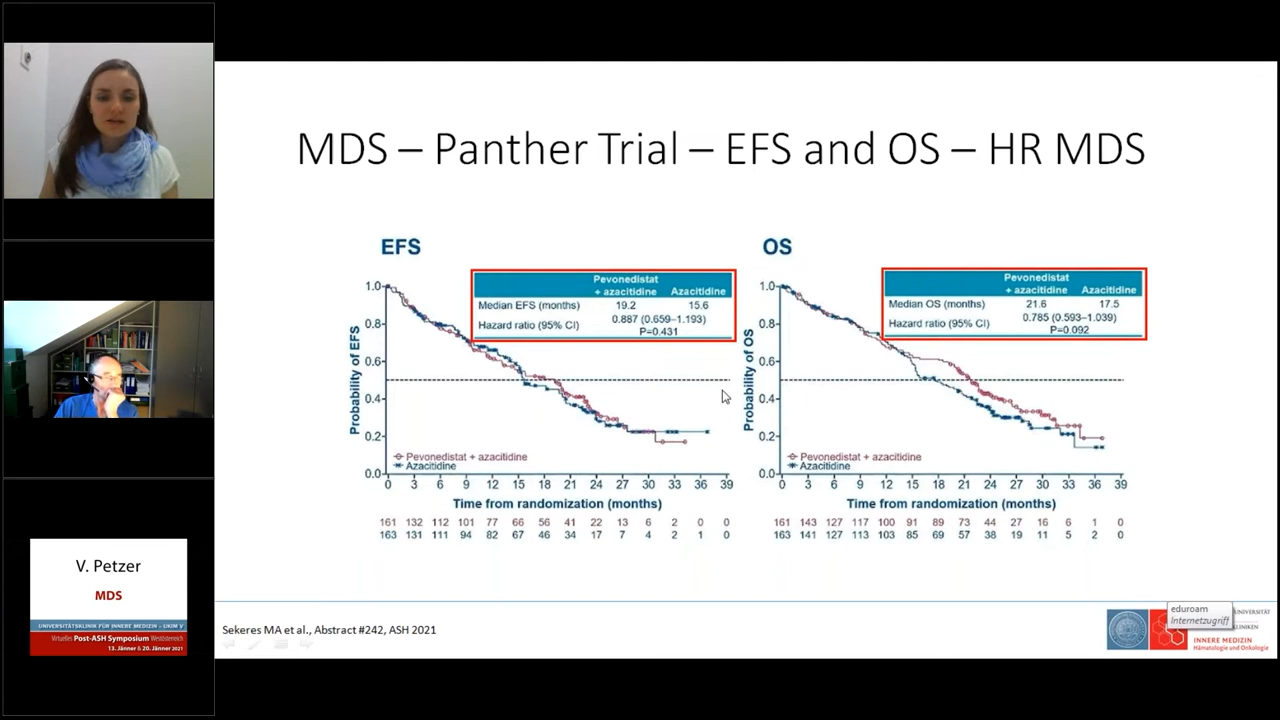 MDS – Panther Trial – EFS and OS – HR MDS
EFS
Pevonedistat
+ azacitidine Azacitidine
Median EFS (months) 19.2 15.6
Hazard ratio (95% CI) 0.887 (0.659–1.193)
P=0.431
Probability of EFS
1.0
0.8
0.6
0.4
0.2
0.0
Pevonedistat + azacitidine
Azacitidine
0 3 6 9 12 15 18 21 24 27 30 33 36 39
Time from randomization (months)
161 132 112 101 77 66 56 41 22 13 6 2 0 0
163 131 111 94 82 67 46 34 17 7 4 2 1 0
OS
Pevonedistat
+ azacitidine Azacitidine
Median OS (months) 21.6 17.5
Hazard ratio (95% CI) 0.785 (0.593–1.039)
P=0.092
Probability of OS
1.0
0.8
0.6
0.4
0.2
0.0
Pevonedistat + azacitidine
Azacitidine
0 3 6 9 12 15 18 21 24 27 30 33 36 39
Time from randomization (months)
161 143 127 117 100 91 89 73 44 27 16 6 1 0
163 141 127 113 103 85 69 57 38 19 11 5 2 0
Sekeres MA et al., Abstract #242, ASH 2021
eduroam
Internetzugriff
INNERE MEDIZIN
Hämatologie und Onkologie
V. Petzer
MDS
UNIVERSITÄTSKLINIK FÜR INNERE MEDIZIN – UKIM V
Virtuelles Post-ASH Symposium Westösterreich
13. Jänner & 20. Jänner 2021